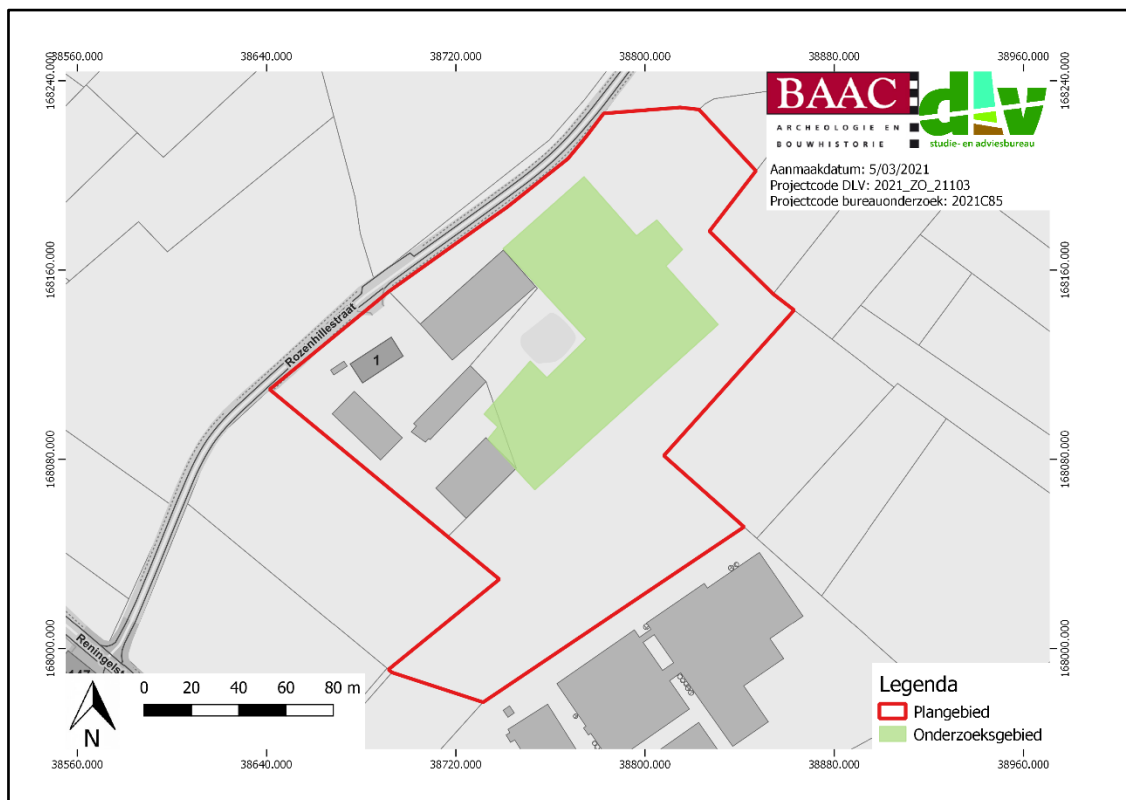 38560.000 38640.000 38720.000 38800.000 38880.000 38960.000
168240.000
168240.000
BAAC
ARCHEOLOGIE EN
BOUWHISTORIE
dlv
studie- en adviesbureau
Aanmaakdatum: 5/03/2021
Projectcode DLV: 2021_ZO_21103
Projectcode bureauonderzoek: 2021C85
168160.000
168160.000
Rozenhillestraat
1
168080.000
168080.000
168000.000
168000.000
0 20 40 60 80 m
N
Legenda
Plangebied
Onderzoeksgebied
38560.000 38640.000 38720.000 38800.000 38880.000 38960.000